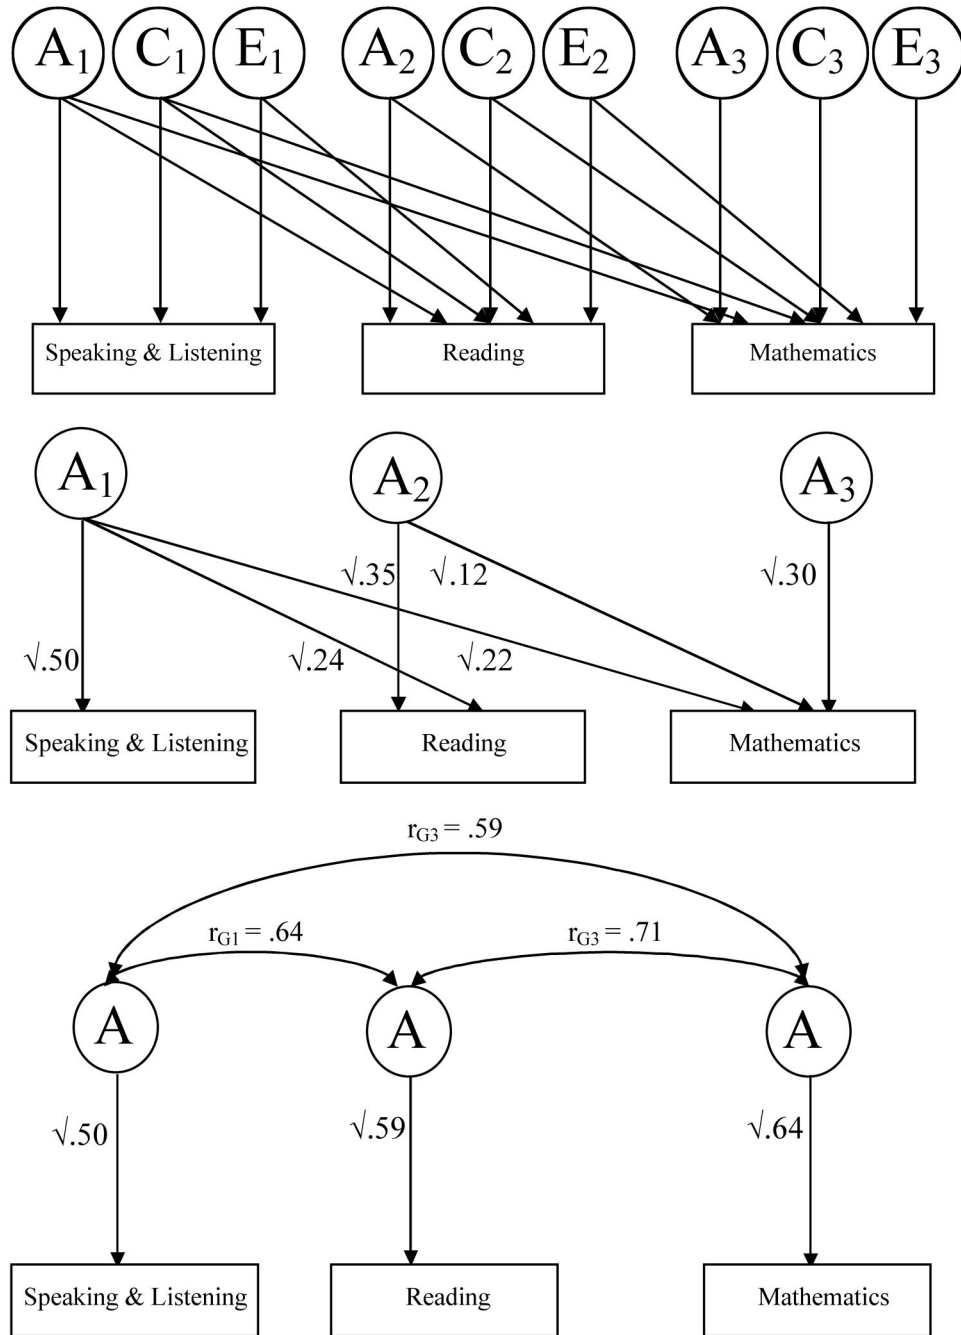 A1 C1 E1 A2 C2 E2 A3 C3 E3
Speaking & Listening Reading Mathematics
A1 A2 A3
√.35 √.12 √.30
√.50 √.24 √.22
Speaking & Listening Reading Mathematics
rG3 = .59
rG1 = .64 rG3 = .71
A A A
√.50 √.59 √.64
Speaking & Listening Reading Mathematics